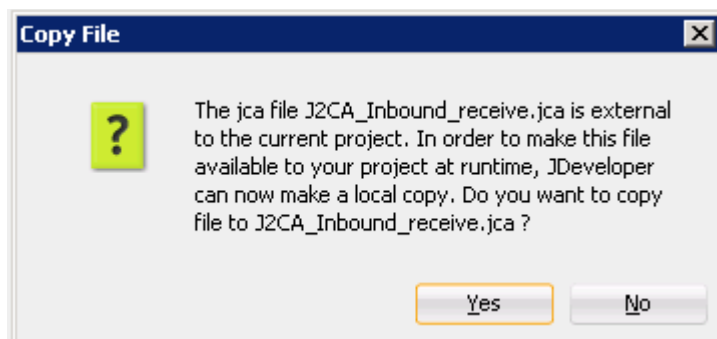 Copy File
The jca file J2CA_Inbound_receive.jca is external
to the current project. In order to make this file
available to your project at runtime, JDeveloper
can now make a local copy. Do you want to copy
file to J2CA_Inbound_receive.jca ?
Yes No